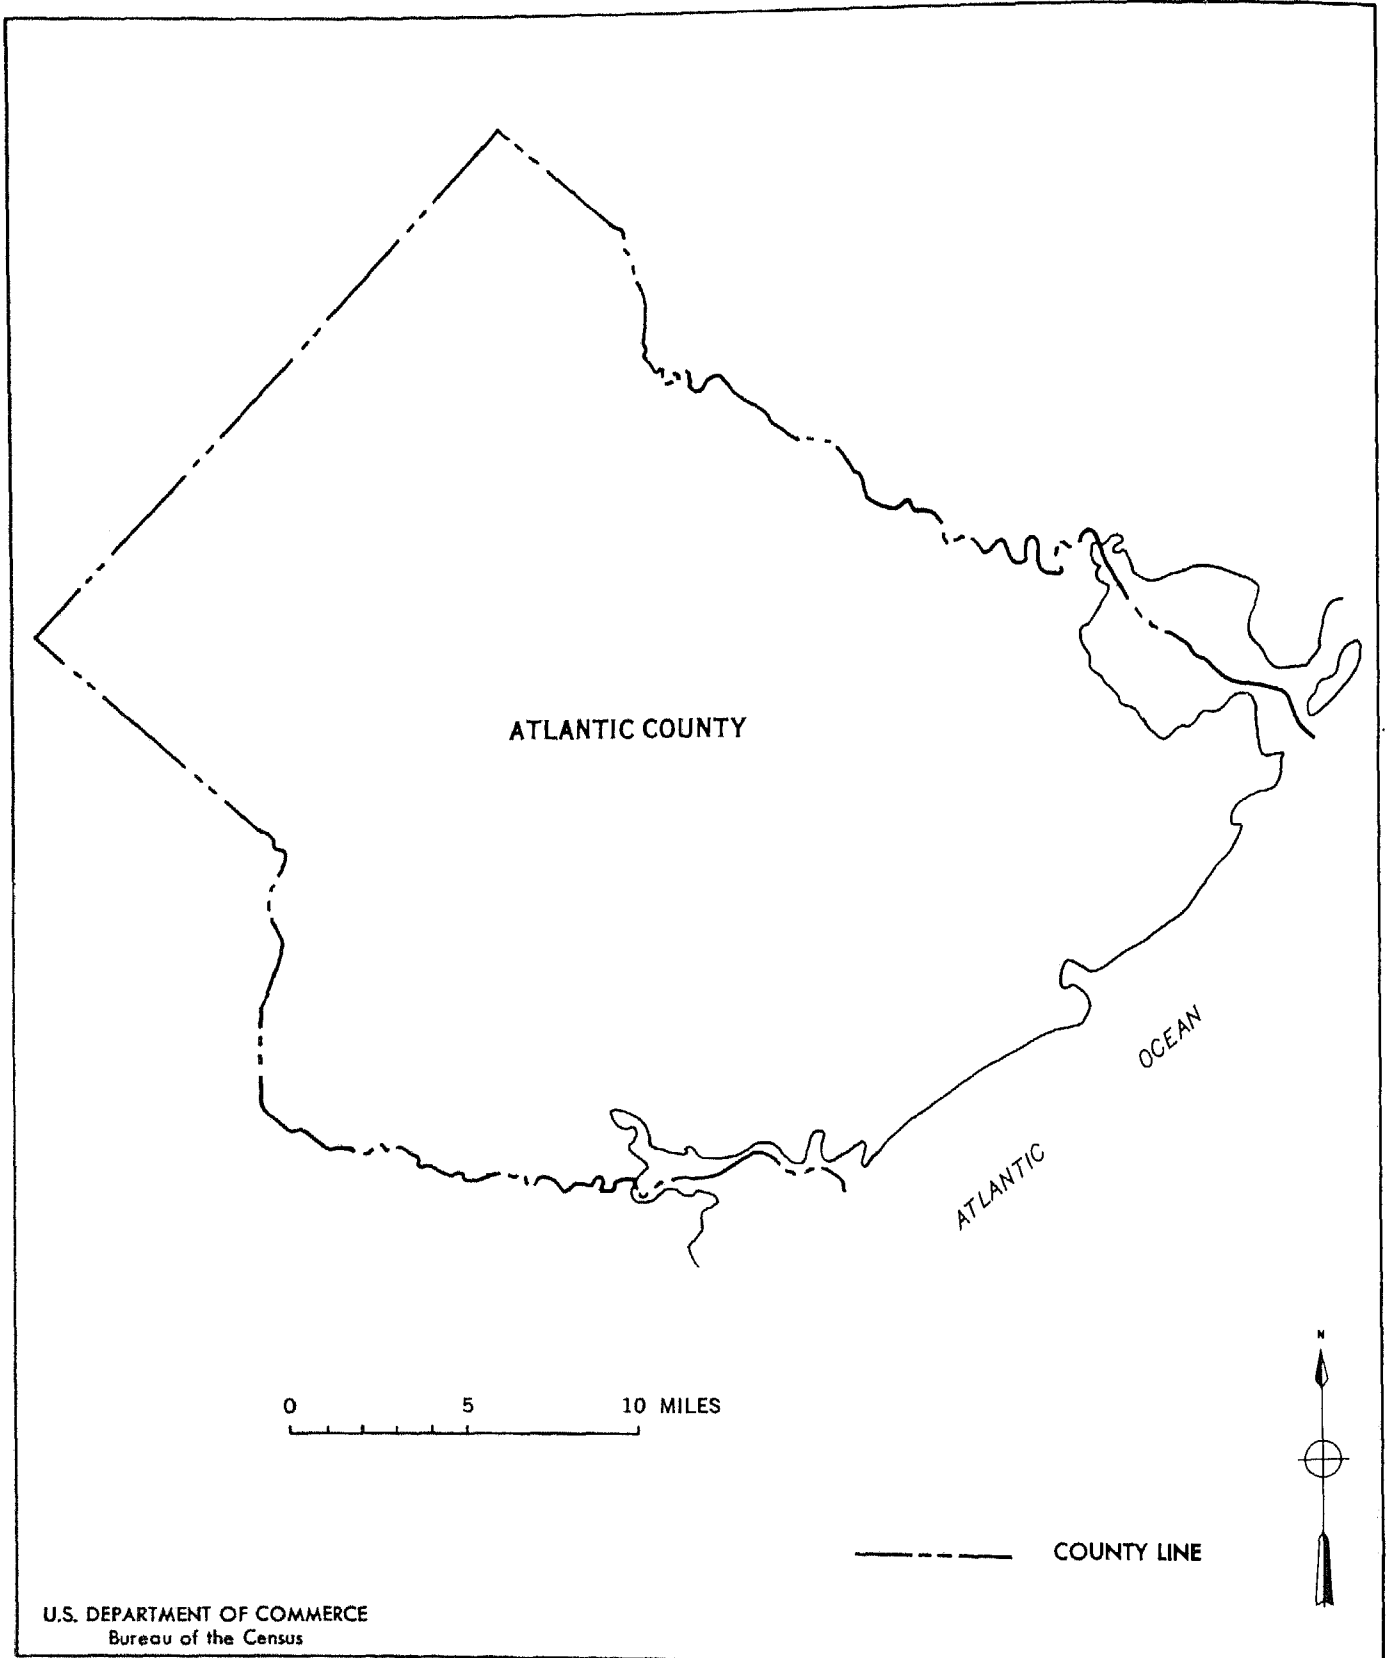 ATLANTIC COUNTY
OCEAN
ATLANTIC
N
0 5 10 MILES
COUNTY LINE
U.S. DEPARTMENT OF COMMERCE
Bureau of the Census